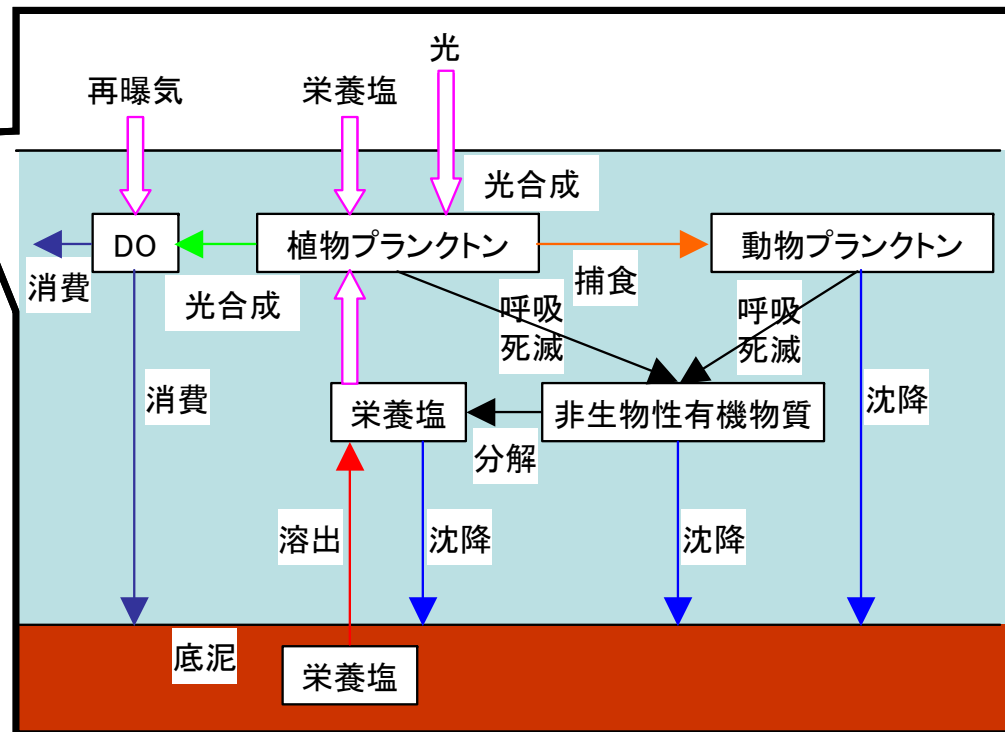 光
再曝気
栄養塩
光合成
DO
植物プランクトン
動物プランクトン
消費
光合成
捕食
呼吸
死滅
呼吸
死滅
消費
栄養塩
非生物性有機物質
沈降
分解
溶出
沈降
沈降
底泥
栄養塩